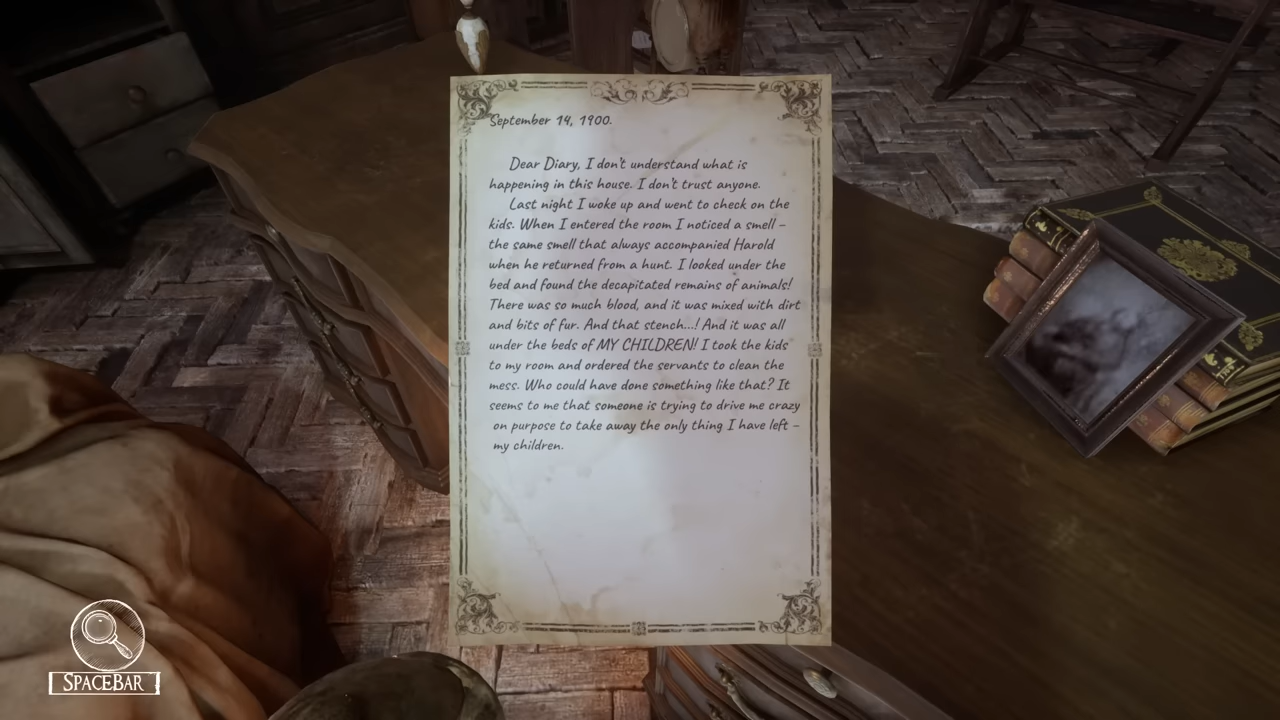 September 14, 1900.
Dear Diary, I don't understand what is
happening in this house. I don't trust anyone.
Last night I woke up and went to check on the
kids. When I entered the room I noticed a smell –
the same smell that always accompanied Harold
when he returned from a hunt. I looked under the
bed and found the decapitated remains of animals!
There was so much blood, and it was mixed with dirt
and bits of fur. And that stench...! And it was all
under the beds of MY CHILDREN! I took the kids
to my room and ordered the servants to clean the
mess. Who could have done something like that? It
seems to me that someone is trying to drive me crazy
on purpose to take away the only thing I have left –
my children.
SPACEBAR